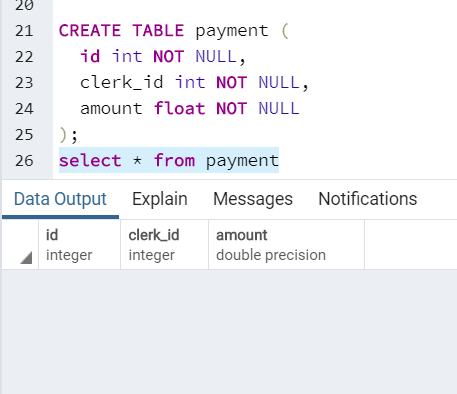 20
21 CREATE TABLE payment (
22 id int NOT NULL,
23 clerk_id int NOT NULL,
24 amount float NOT NULL
25 );
26 select * from payment
Data Output Explain Messages Notifications
id clerk_id amount
integer integer double precision